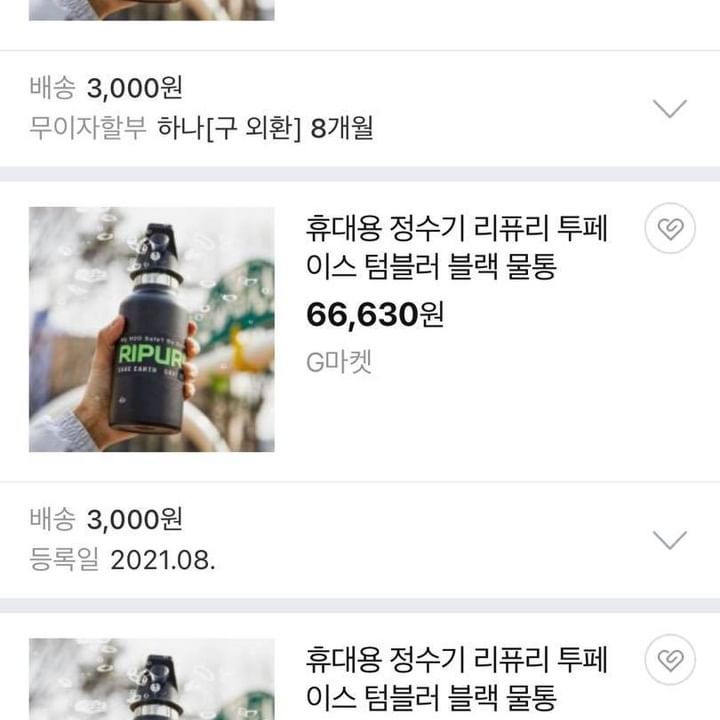 배송 3,000원
무이자할부 하나[구 외환] 8개월
휴대용 정수기 리퓨리 투페
이스 텀블러 블랙 물통
66,630원
G마켓
RIPUR
배송 3,000원
등록일 2021.08.
휴대용 정수기 리퓨리 투페
이스 텀블러 블랙 물통